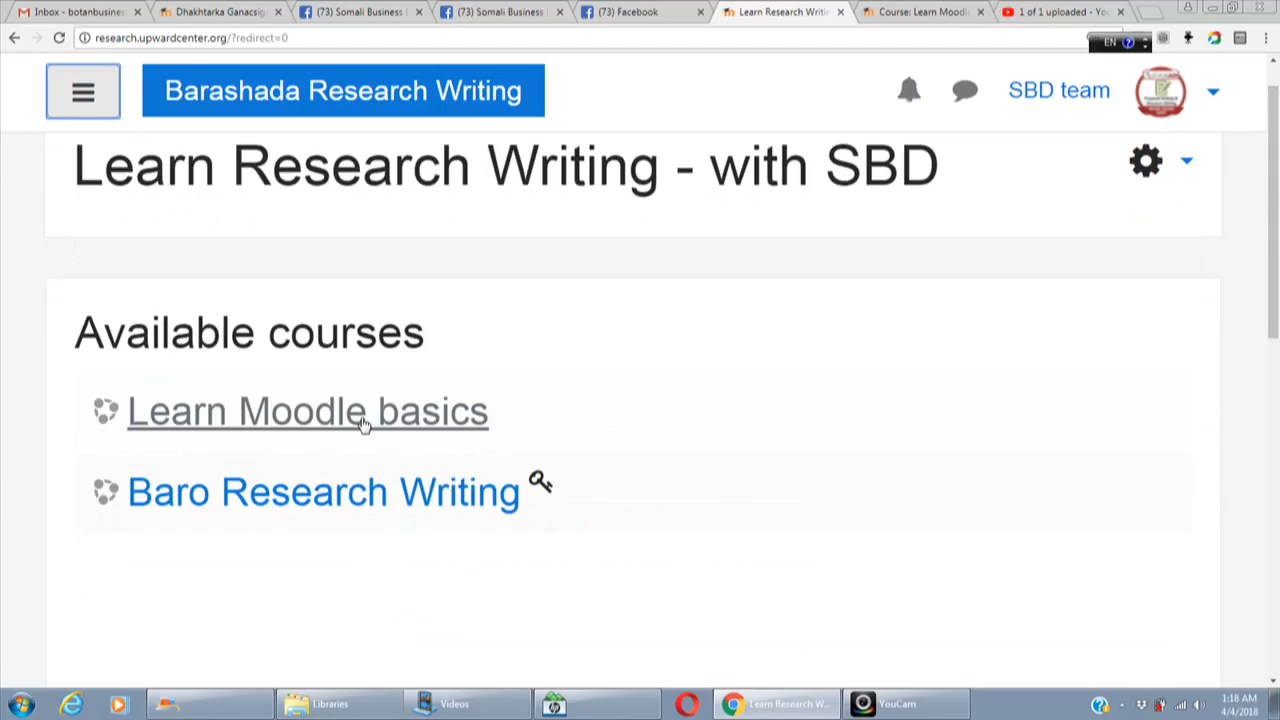 Inbox - botanbusines
Dhakhtarka Ganacsig
(73) Somali Business
(73) Somali Business
(73) Facebook
Learn Research Writi
Course: Learn Moodl
1 of 1 uploaded - You
research.upwardcenter.org/?redirect=0
EN
Barashada Research Writing
SBD team
Learn Research Writing - with SBD
Available courses
Learn Moodle basics
Baro Research Writing
Libraries
Videos
Learn Research W...
YouCam
1:18 AM
4/4/2018